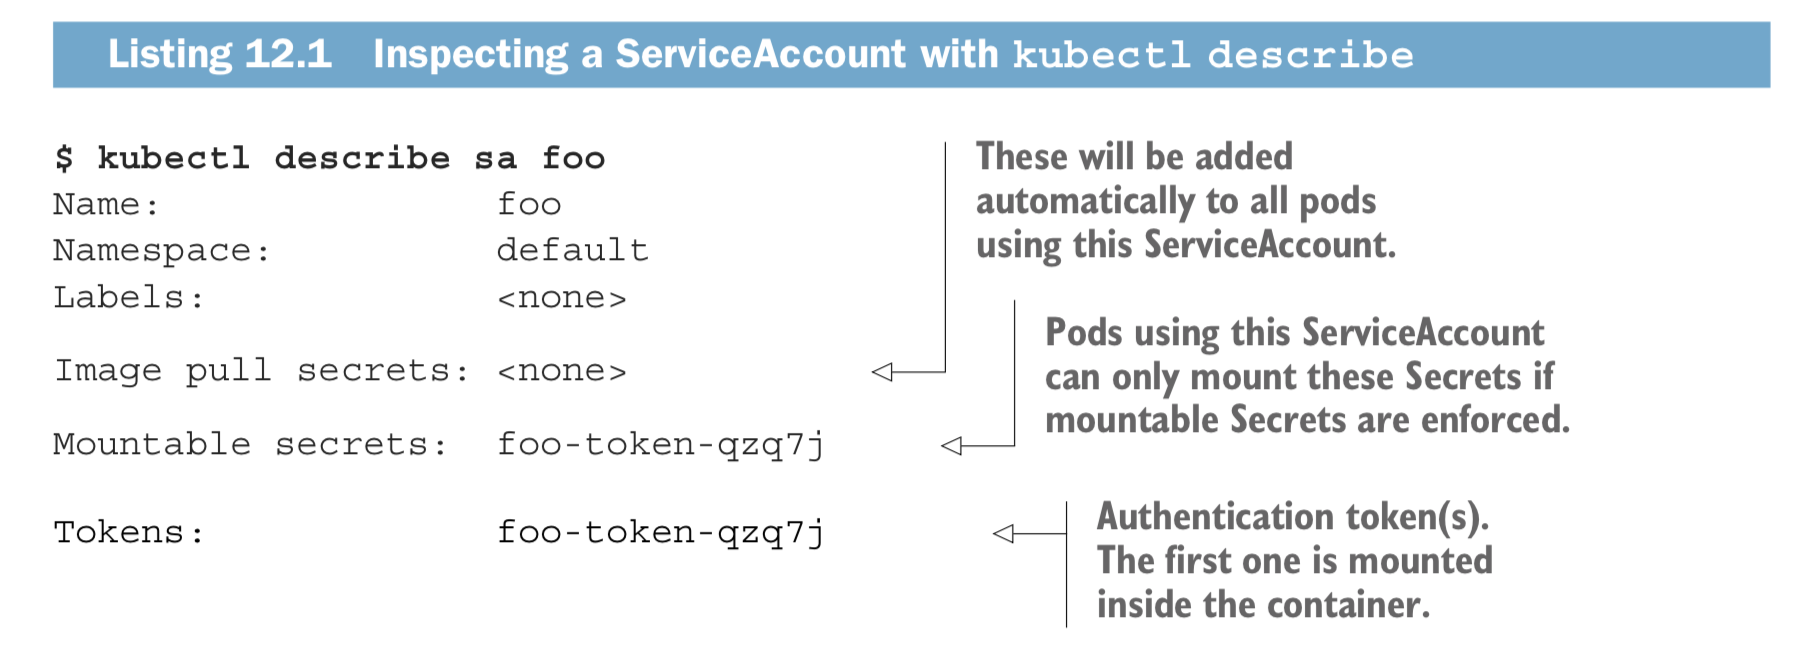 Listing 12.1 Inspecting a ServiceAccount with kubectl describe
$ kubectl describe sa foo
Name: foo
Namespace: default
Labels: <none>
Image pull secrets: <none>
Mountable secrets: foo-token-qzq7j
Tokens: foo-token-qzq7j
These will be added
automatically to all pods
using this ServiceAccount.
Pods using this ServiceAccount
can only mount these Secrets if
mountable Secrets are enforced.
Authentication token(s).
The first one is mounted
inside the container.